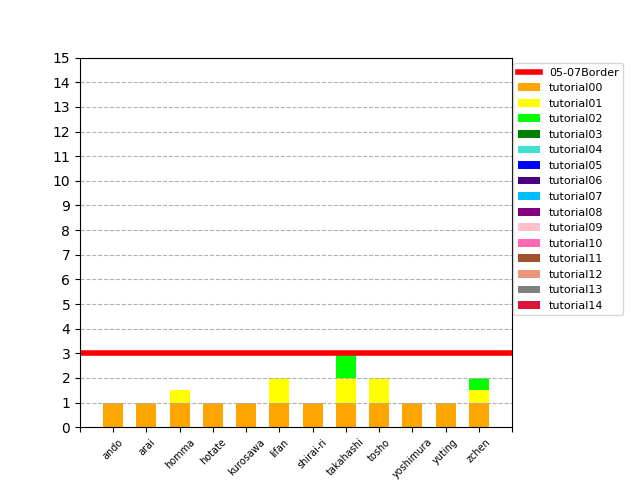 15
14
13
12
11
10
9
8
7
6
5
4
3
2
1
0
ando
arai
homma
hotate
kurosawa
lifan
shirai-ri
takahashi
tosho
yoshimura
yuting
zchen
05-07Border
tutorial00
tutorial01
tutorial02
tutorial03
tutorial04
tutorial05
tutorial06
tutorial07
tutorial08
tutorial09
tutorial10
tutorial11
tutorial12
tutorial13
tutorial14